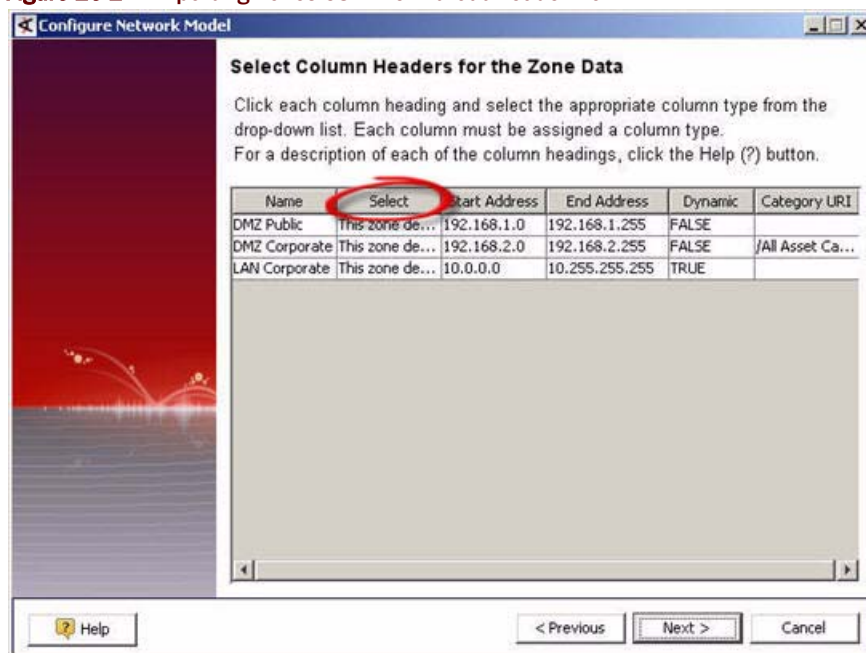 Configure Network Model
Select Column Headers for the Zone Data
Click each column heading and select the appropriate column type from the
drop-down list. Each column must be assigned a column type.
For a description of each of the column headings, click the Help (?) button.
Name Select Start Address End Address Dynamic Category URI
DMZ Public This zone de... 192.168.1.0 192.168.1.255 FALSE
DMZ Corporate This zone de... 192.168.2.0 192.168.2.255 FALSE /All Asset Ca...
LAN Corporate This zone de... 10.0.0.0 10.255.255.255 TRUE
? Help
< Previous
Next >
Cancel